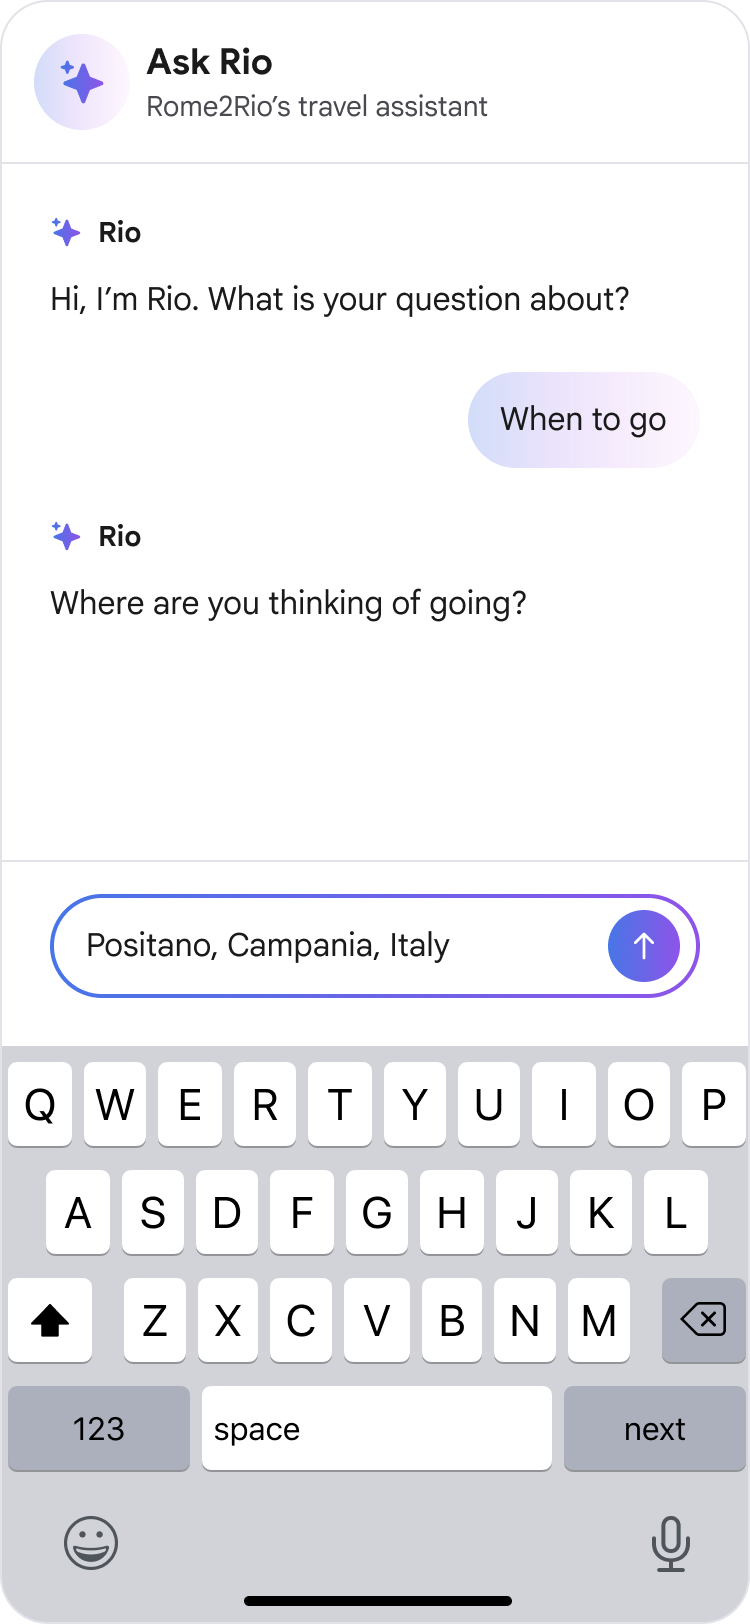 Ask Rio
Rome2Rio’s travel assistant
Rio
Hi, I’m Rio. What is your question about?
When to go
Rio
Where are you thinking of going?
Positano, Campania, Italy
Q W E R T Y U I O P
A S D F G H J K L
Z X C V B N M
123 space next